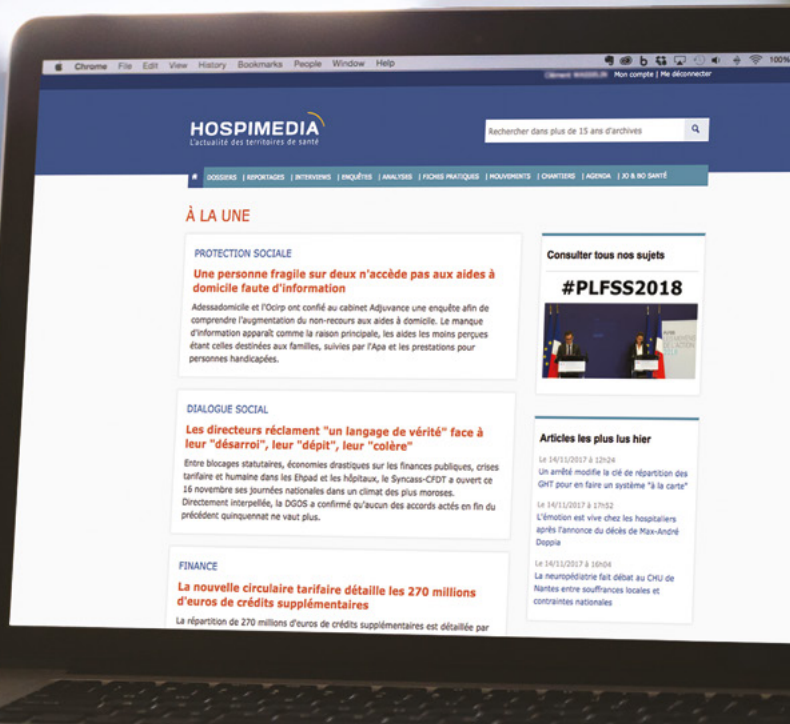 Chrome File Edit View History Bookmarks People Window Help
100%
Mon compte | Me déconnecter
HOSPIMEDIA
L'actualité des territoires de santé
Rechercher dans plus de 15 ans d'archives
DOSSIERS | REPORTAGES | INTERVIEWS | ENQUÊTES | ANALYSES | FICHES PRATIQUES | MOUVEMENTS | CHANTIERS | AGENDA | JO & BO SANTÉ
À LA UNE
PROTECTION SOCIALE
Une personne fragile sur deux n'accède pas aux aides à
domicile faute d'information
Adessadomicile et l'Ocirp ont confié au cabinet Adjuvance une enquête afin de
comprendre l'augmentation du non-recours aux aides à domicile. Le manque
d'information apparaît comme la raison principale, les aides les moins perçues
étant celles destinées aux familles, suivies par l'Apa et les prestations pour
personnes handicapées.
DIALOGUE SOCIAL
Les directeurs réclament "un langage de vérité" face à
leur "désarroi", leur "dépit", leur "colère"
Entre blocages statutaires, économies drastiques sur les finances publiques, crises
tarifaire et humaine dans les Ehpad et les hôpitaux, le Syncass-CFDT a ouvert ce
16 novembre ses journées nationales dans un climat des plus moroses.
Directement interpellée, la DGOS a confirmé qu'aucun des accords actés en fin du
précédent quinquennat ne vaut plus.
FINANCE
La nouvelle circulaire tarifaire détaille les 270 millions
d'euros de crédits supplémentaires
La répartition de 270 millions d'euros de crédits supplémentaires est détaillée par
Consulter tous nos sujets
#PLFSS2018
Articles les plus lus hier
Le 14/11/2017 à 12h24
Un arrêté modifie la clé de répartition des
GHT pour en faire un système "à la carte"
Le 14/11/2017 à 17h52
L'émotion est vive chez les hospitaliers
après l'annonce du décès de Max-André
Doppia
Le 14/11/2017 à 16h04
La neuropédiatrie fait débat au CHU de
Nantes entre souffrances locales et
contraintes nationales